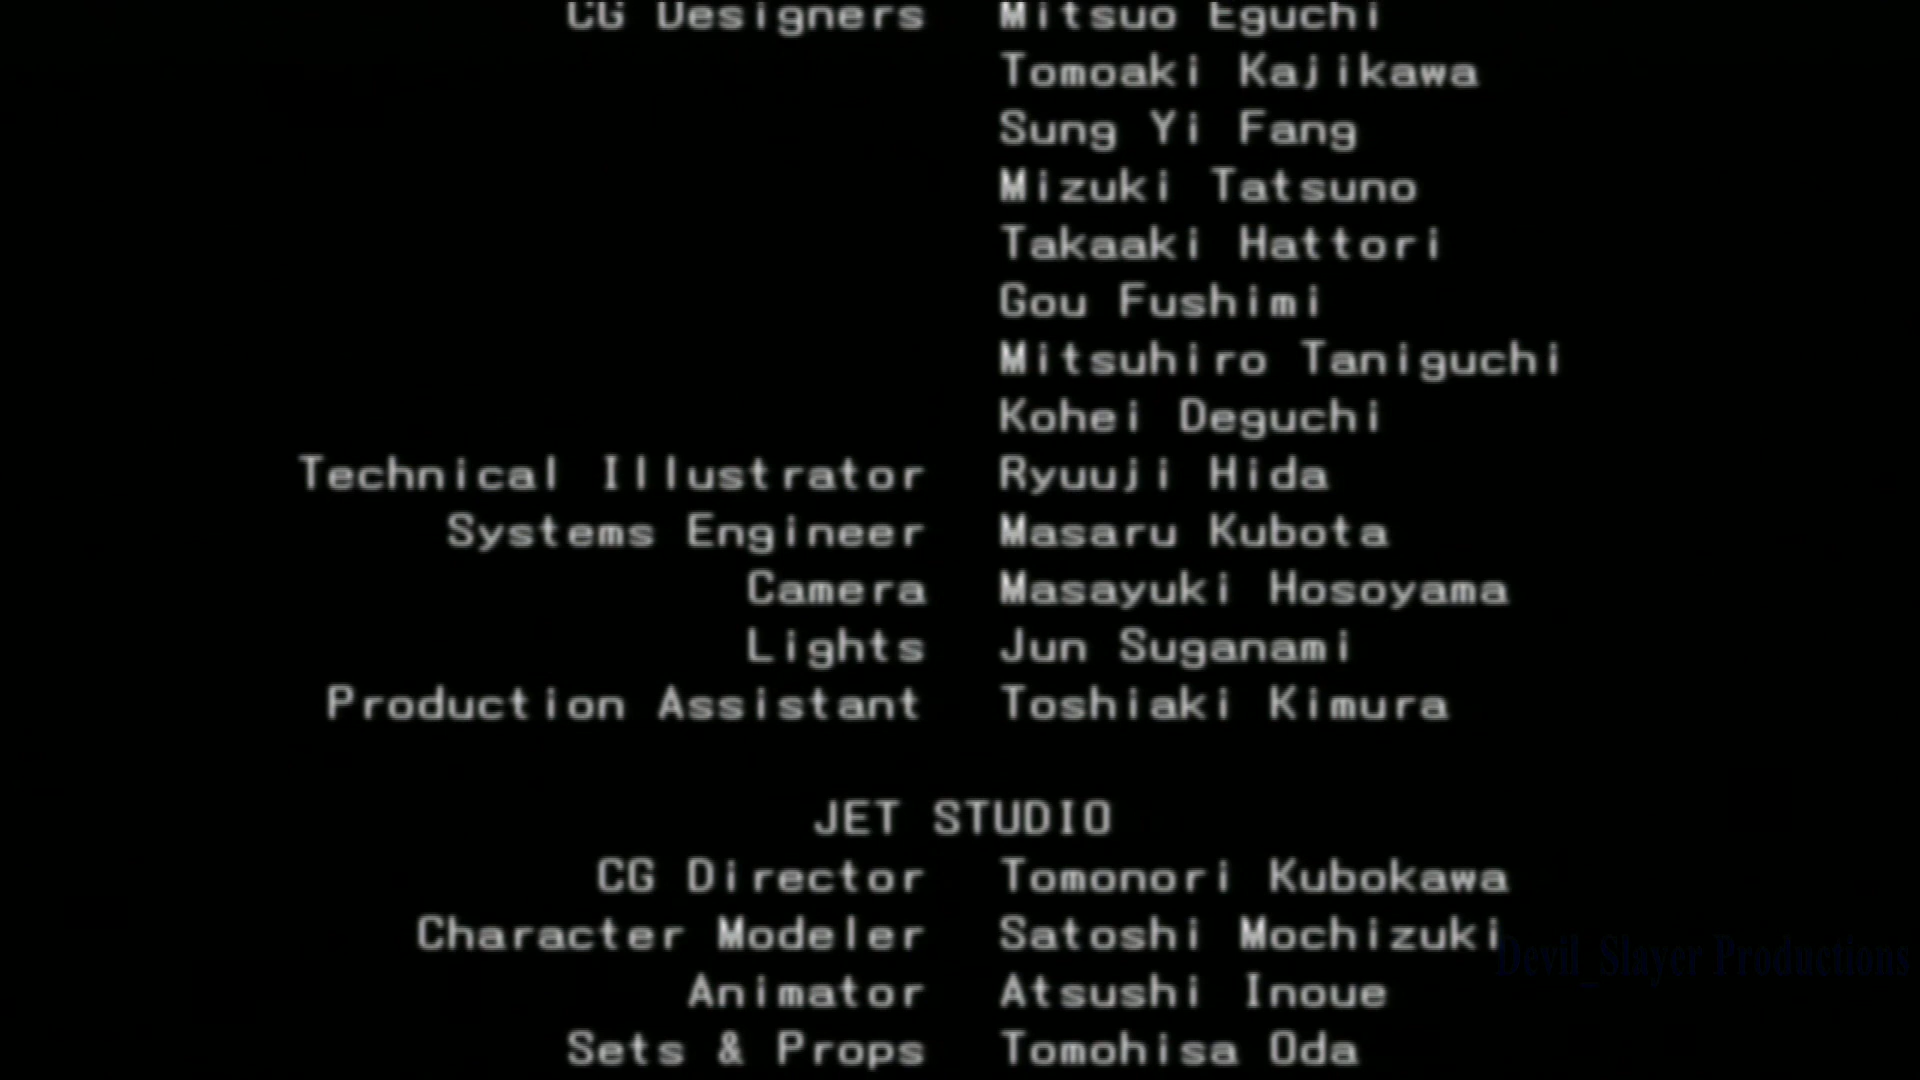 CG Designers Mitsuo Eguchi
Tomoaki Kajikawa
Sung Yi Fang
Mizuki Tatsuno
Takaaki Hattori
Gou Fushimi
Mitsuhiro Taniguchi
Kohei Deguchi
Technical Illustrator Ryuuji Hida
Systems Engineer Masaru Kubota
Camera Masayuki Hosoyama
Lights Jun Suganami
Production Assistant Toshiaki Kimura
JET STUDIO
CG Director Tomonori Kubokawa
Character Modeler Satoshi Mochizuki
Devil_Slayer Productions
Animator Atsushi Inoue
Sets & Props Tomohisa Oda